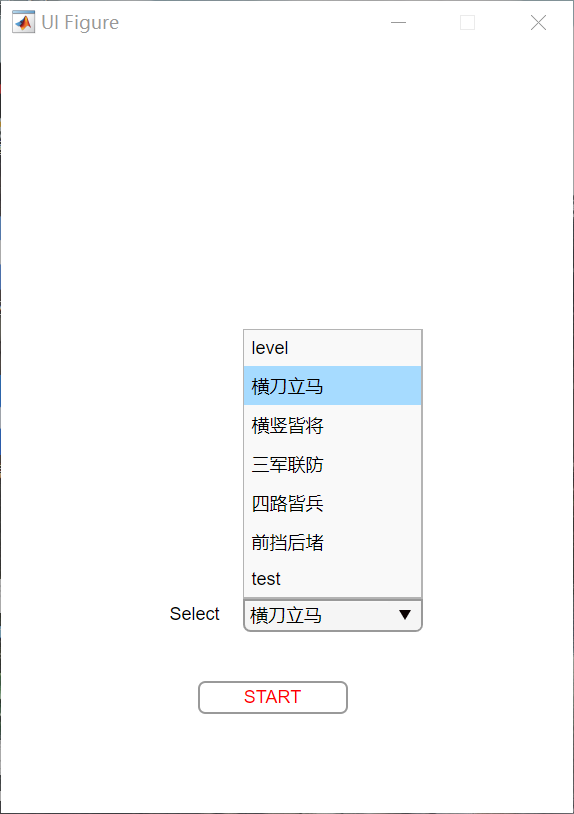 UI Figure
level
横刀立马
横竖皆将
三军联防
四路皆兵
前挡后堵
test
Select 横刀立马
START